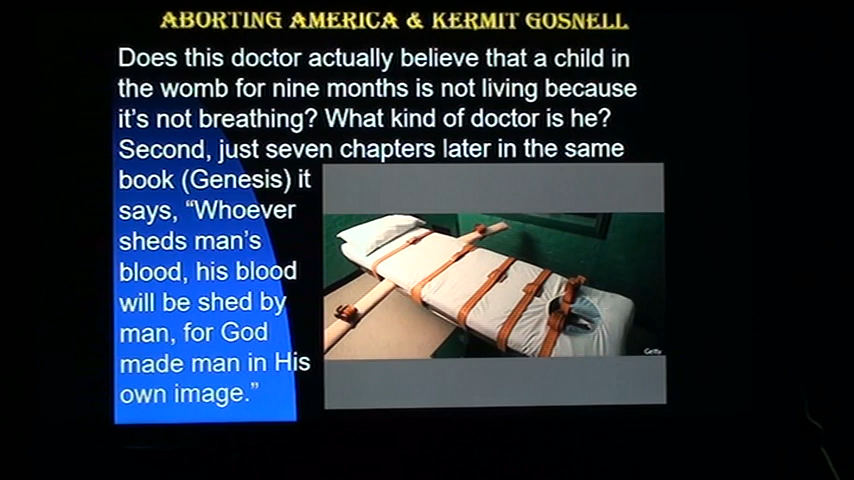 ABORTING AMERICA & KERMIT GOSNELL
Does this doctor actually believe that a child in
the womb for nine months is not living because
it's not breathing? What kind of doctor is he?
Second, just seven chapters later in the same
book (Genesis) it
says, “Whoever
sheds man's
blood, his blood
will be shed by
man, for God
made man in His
own image.”
Getty